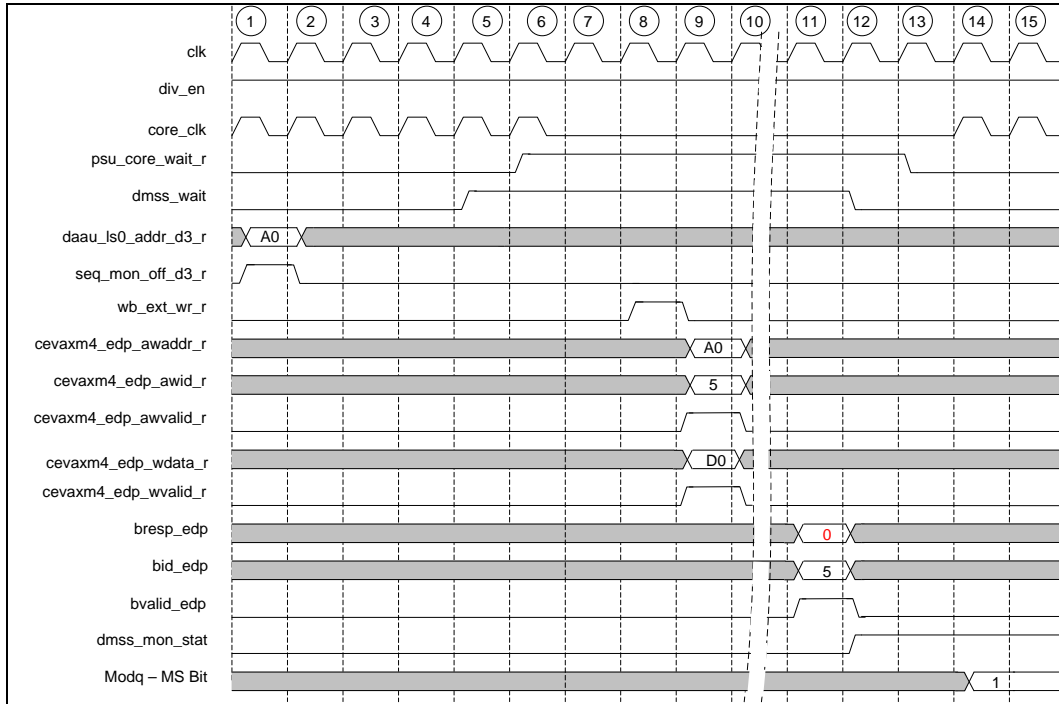 1 2 3 4 5 6 7 8 9 10 11 12 13 14 15
clk
div_en
core_clk
psu_core_wait_r
dmss_wait
daau_ls0_addr_d3_r A0
seq_mon_off_d3_r
wb_ext_wr_r
cevaxm4_edp_awaddr_r A0
cevaxm4_edp_awid_r 5
cevaxm4_edp_awvalid_r
cevaxm4_edp_wdata_r D0
cevaxm4_edp_wvalid_r
bresp_edp 0
bid_edp 5
bvalid_edp
dmss_mon_stat
Modq – MS Bit 1